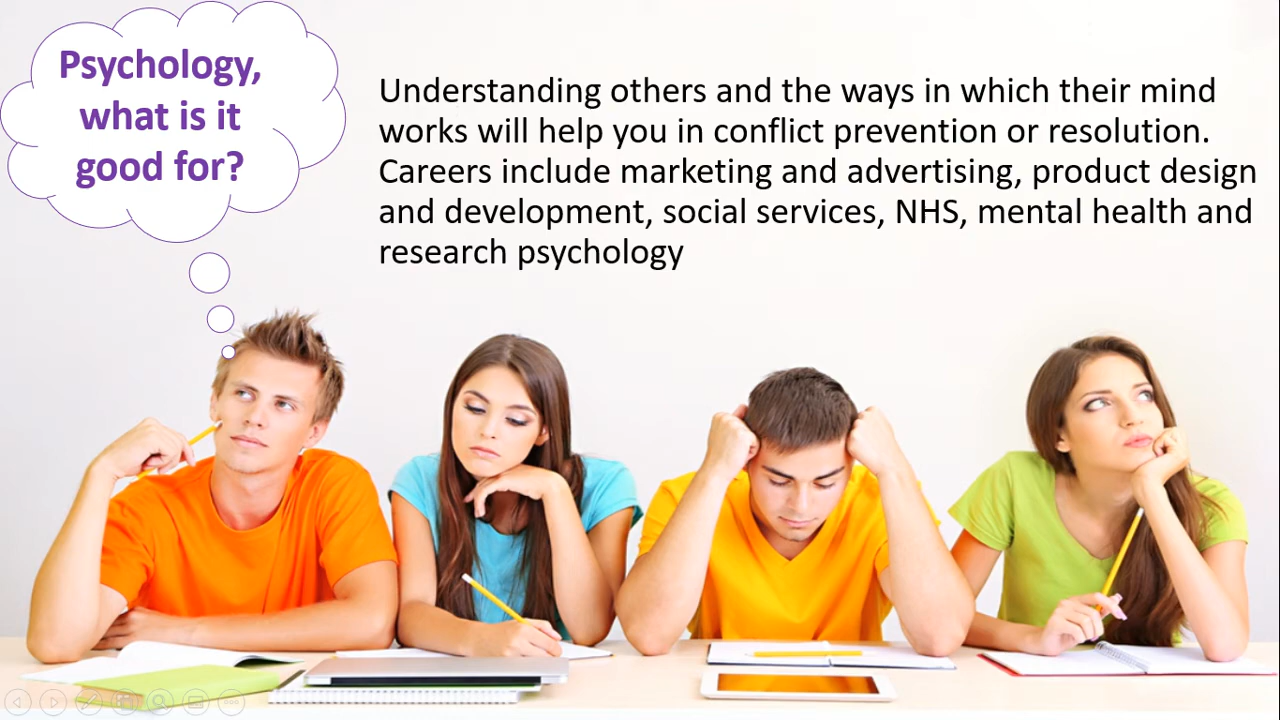 Psychology,
what is it
good for?
Understanding others and the ways in which their mind
works will help you in conflict prevention or resolution.
Careers include marketing and advertising, product design
and development, social services, NHS, mental health and
research psychology